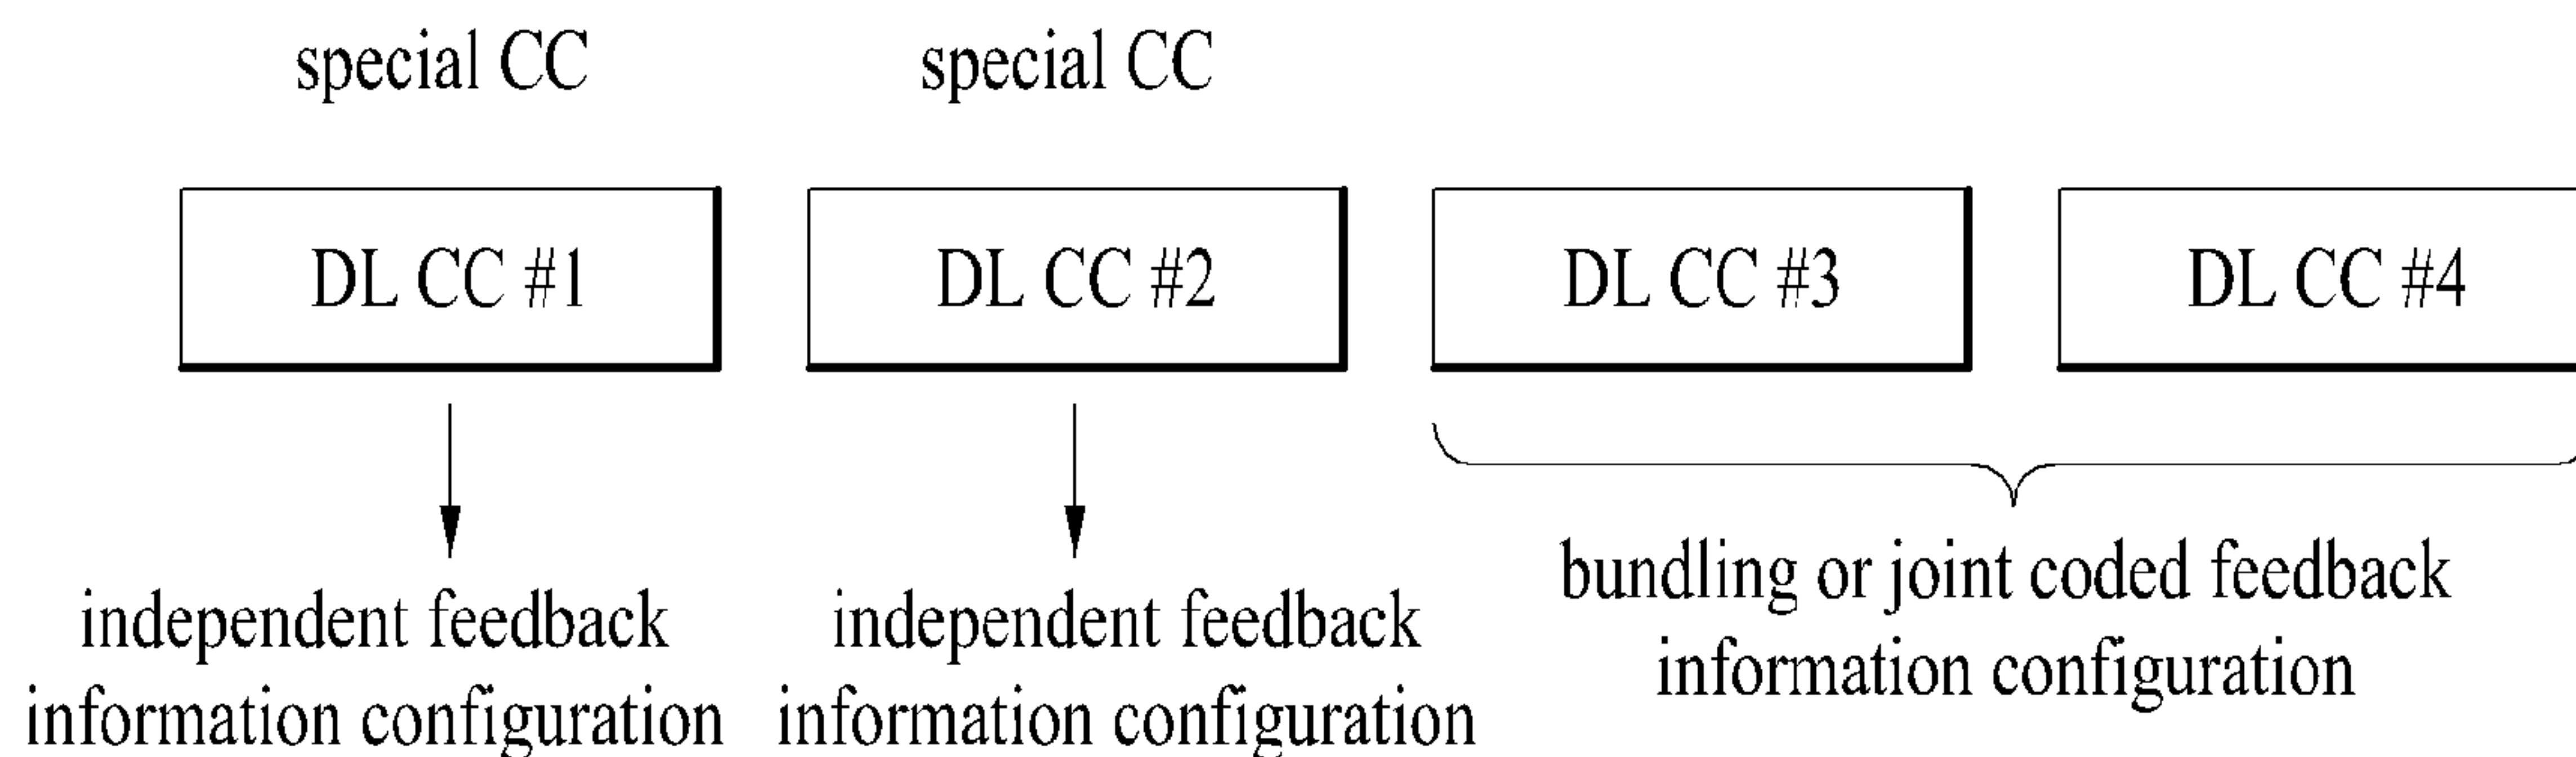 special CC
special CC
DL CC #1
DL CC #2
DL CC #3
DL CC #4
independent feedback
information configuration
independent feedback
information configuration
bundling or joint coded feedback
information configuration